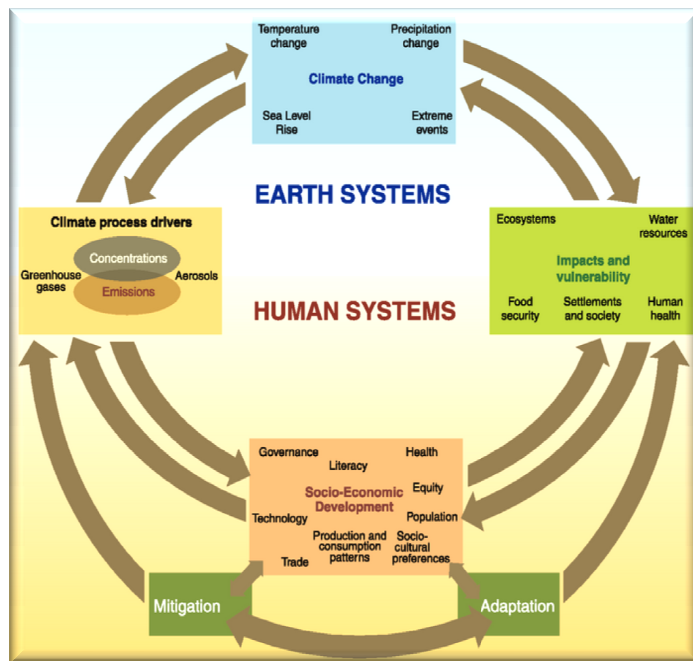 Temperature
change
Precipitation
change
Climate Change
Sea Level
Rise
Extreme
events
EARTH SYSTEMS
Climate process drivers
Concentrations
Greenhouse
gases
Aerosols
Emissions
Ecosystems
Water
resources
Impacts and
vulnerability
Food
security
Settlements
and society
Human
health
HUMAN SYSTEMS
Governance
Literacy
Health
Equity
Socio-Economic
Development
Technology
Population
Production and
consumption
patterns
Socio-
cultural
preferences
Trade
Mitigation
Adaptation